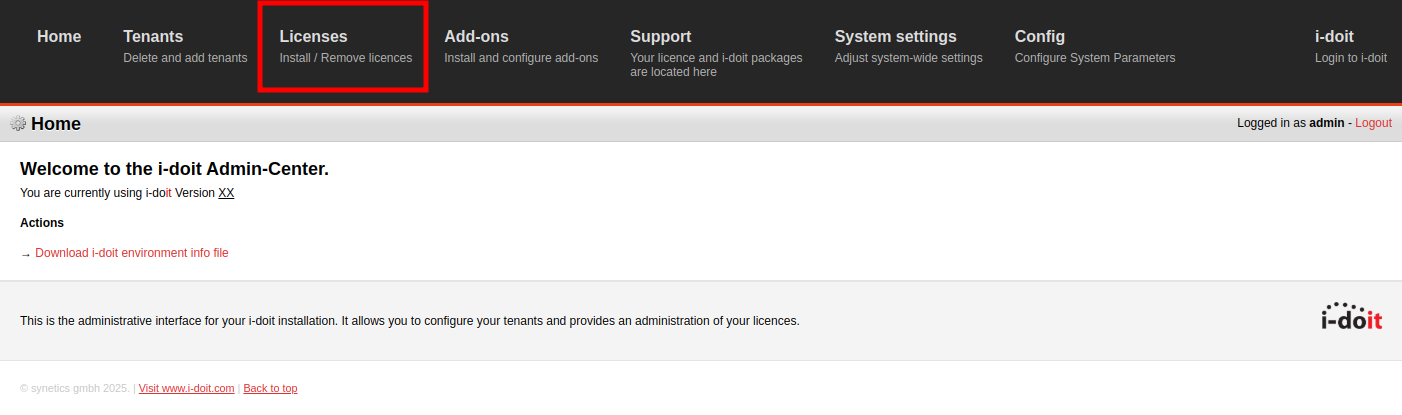 Home
Tenants
Delete and add tenants
Licenses
Install / Remove licences
Add-ons
Install and configure add-ons
Support
Your licence and i-doit packages
are located here
System settings
Adjust system-wide settings
Config
Configure System Parameters
i-doit
Login to i-doit
Home
Logged in as admin - Logout
Welcome to the i-doit Admin-Center.
You are currently using i-doit Version XX
Actions
→ Download i-doit environment info file
This is the administrative interface for your i-doit installation. It allows you to configure your tenants and provides an administration of your licences.
i-doit
© synetics gmbh 2025. | Visit www.i-doit.com | Back to top